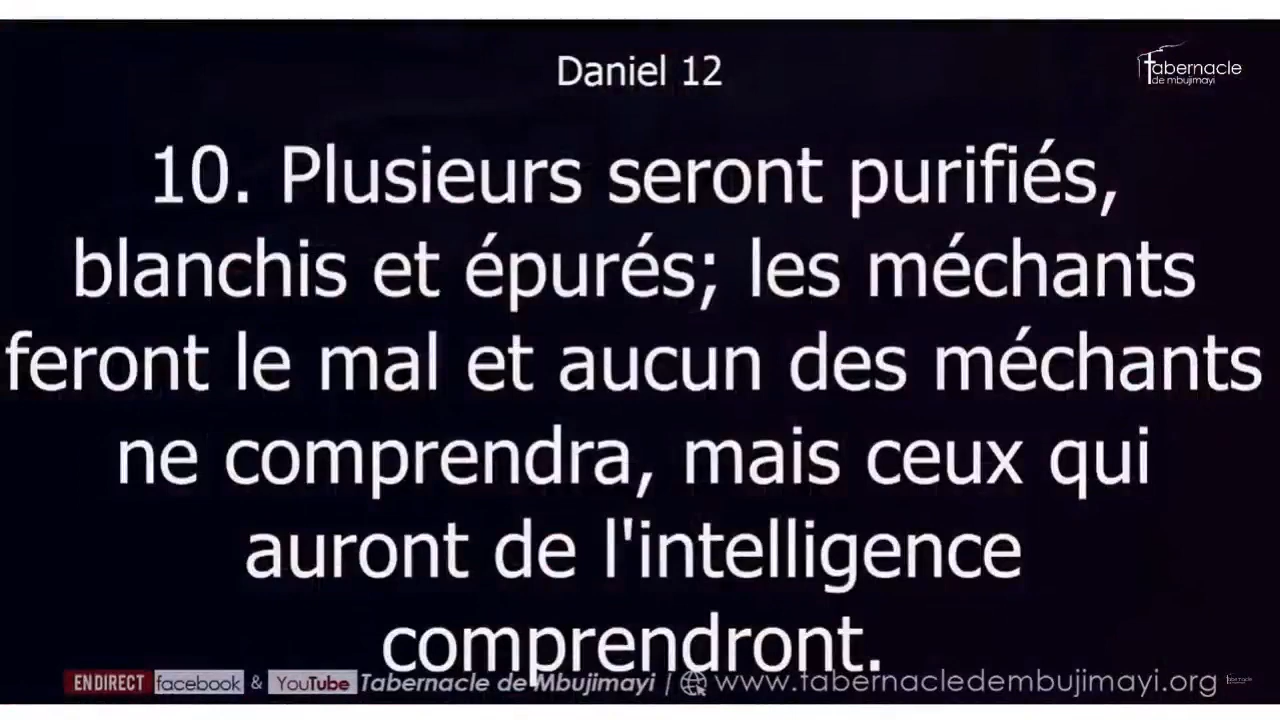 Daniel 12
tabernacle
de mbujimayi
10. Plusieurs seront purifiés,
blanchis et épurés; les méchants
feront le mal et aucun des méchants
ne comprendra, mais ceux qui
auront de l'intelligence
comprendront.
EN DIRECT facebook & YouTube Tabernacle de Mbujimayi | www.tabernacledembujimayi.org